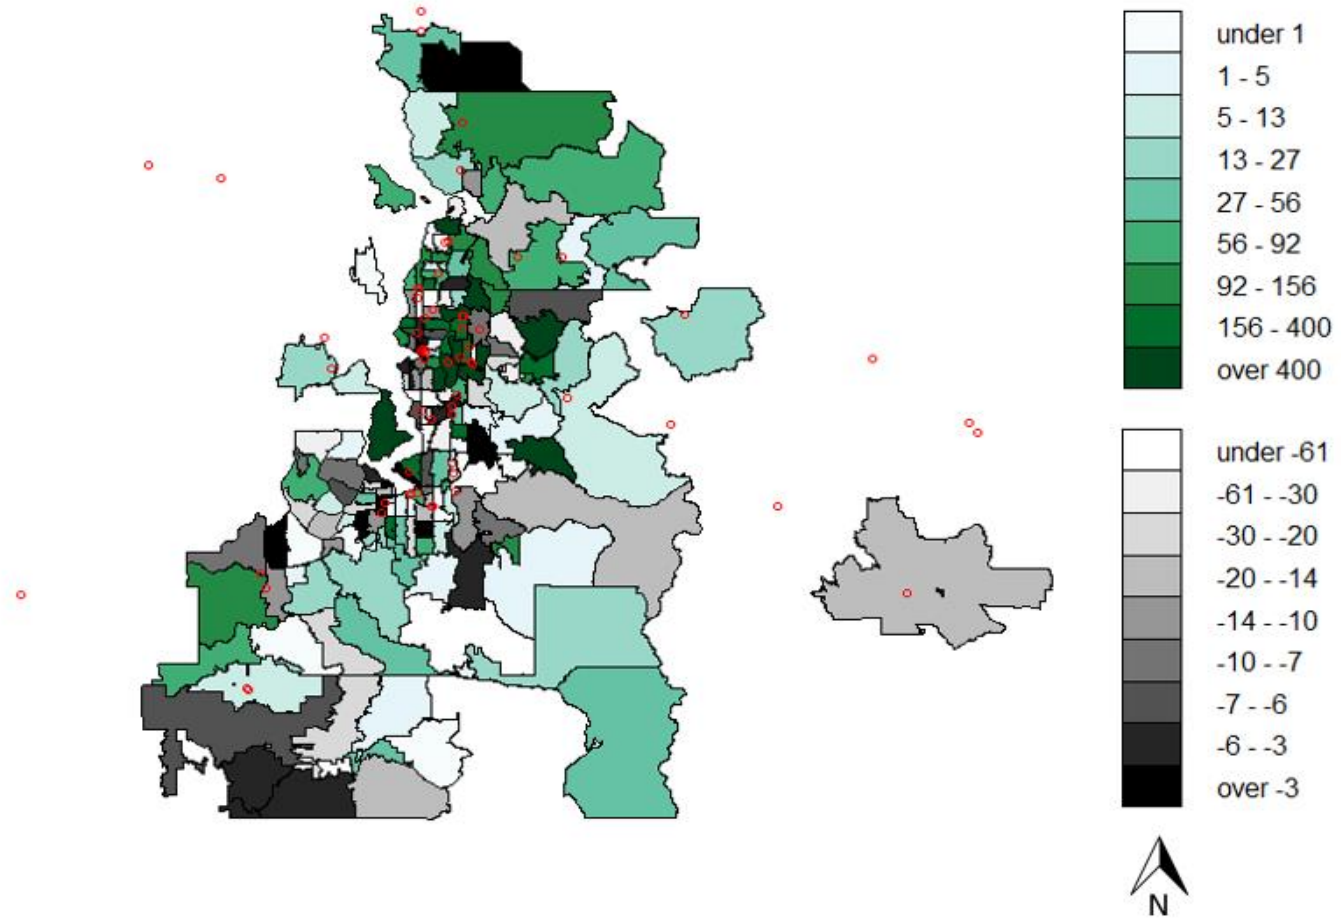 under 1
1 - 5
5 - 13
13 - 27
27 - 56
56 - 92
92 - 156
156 - 400
over 400
under -61
-61 - -30
-30 - -20
-20 - -14
-14 - -10
-10 - -7
-7 - -6
-6 - -3
over -3
N